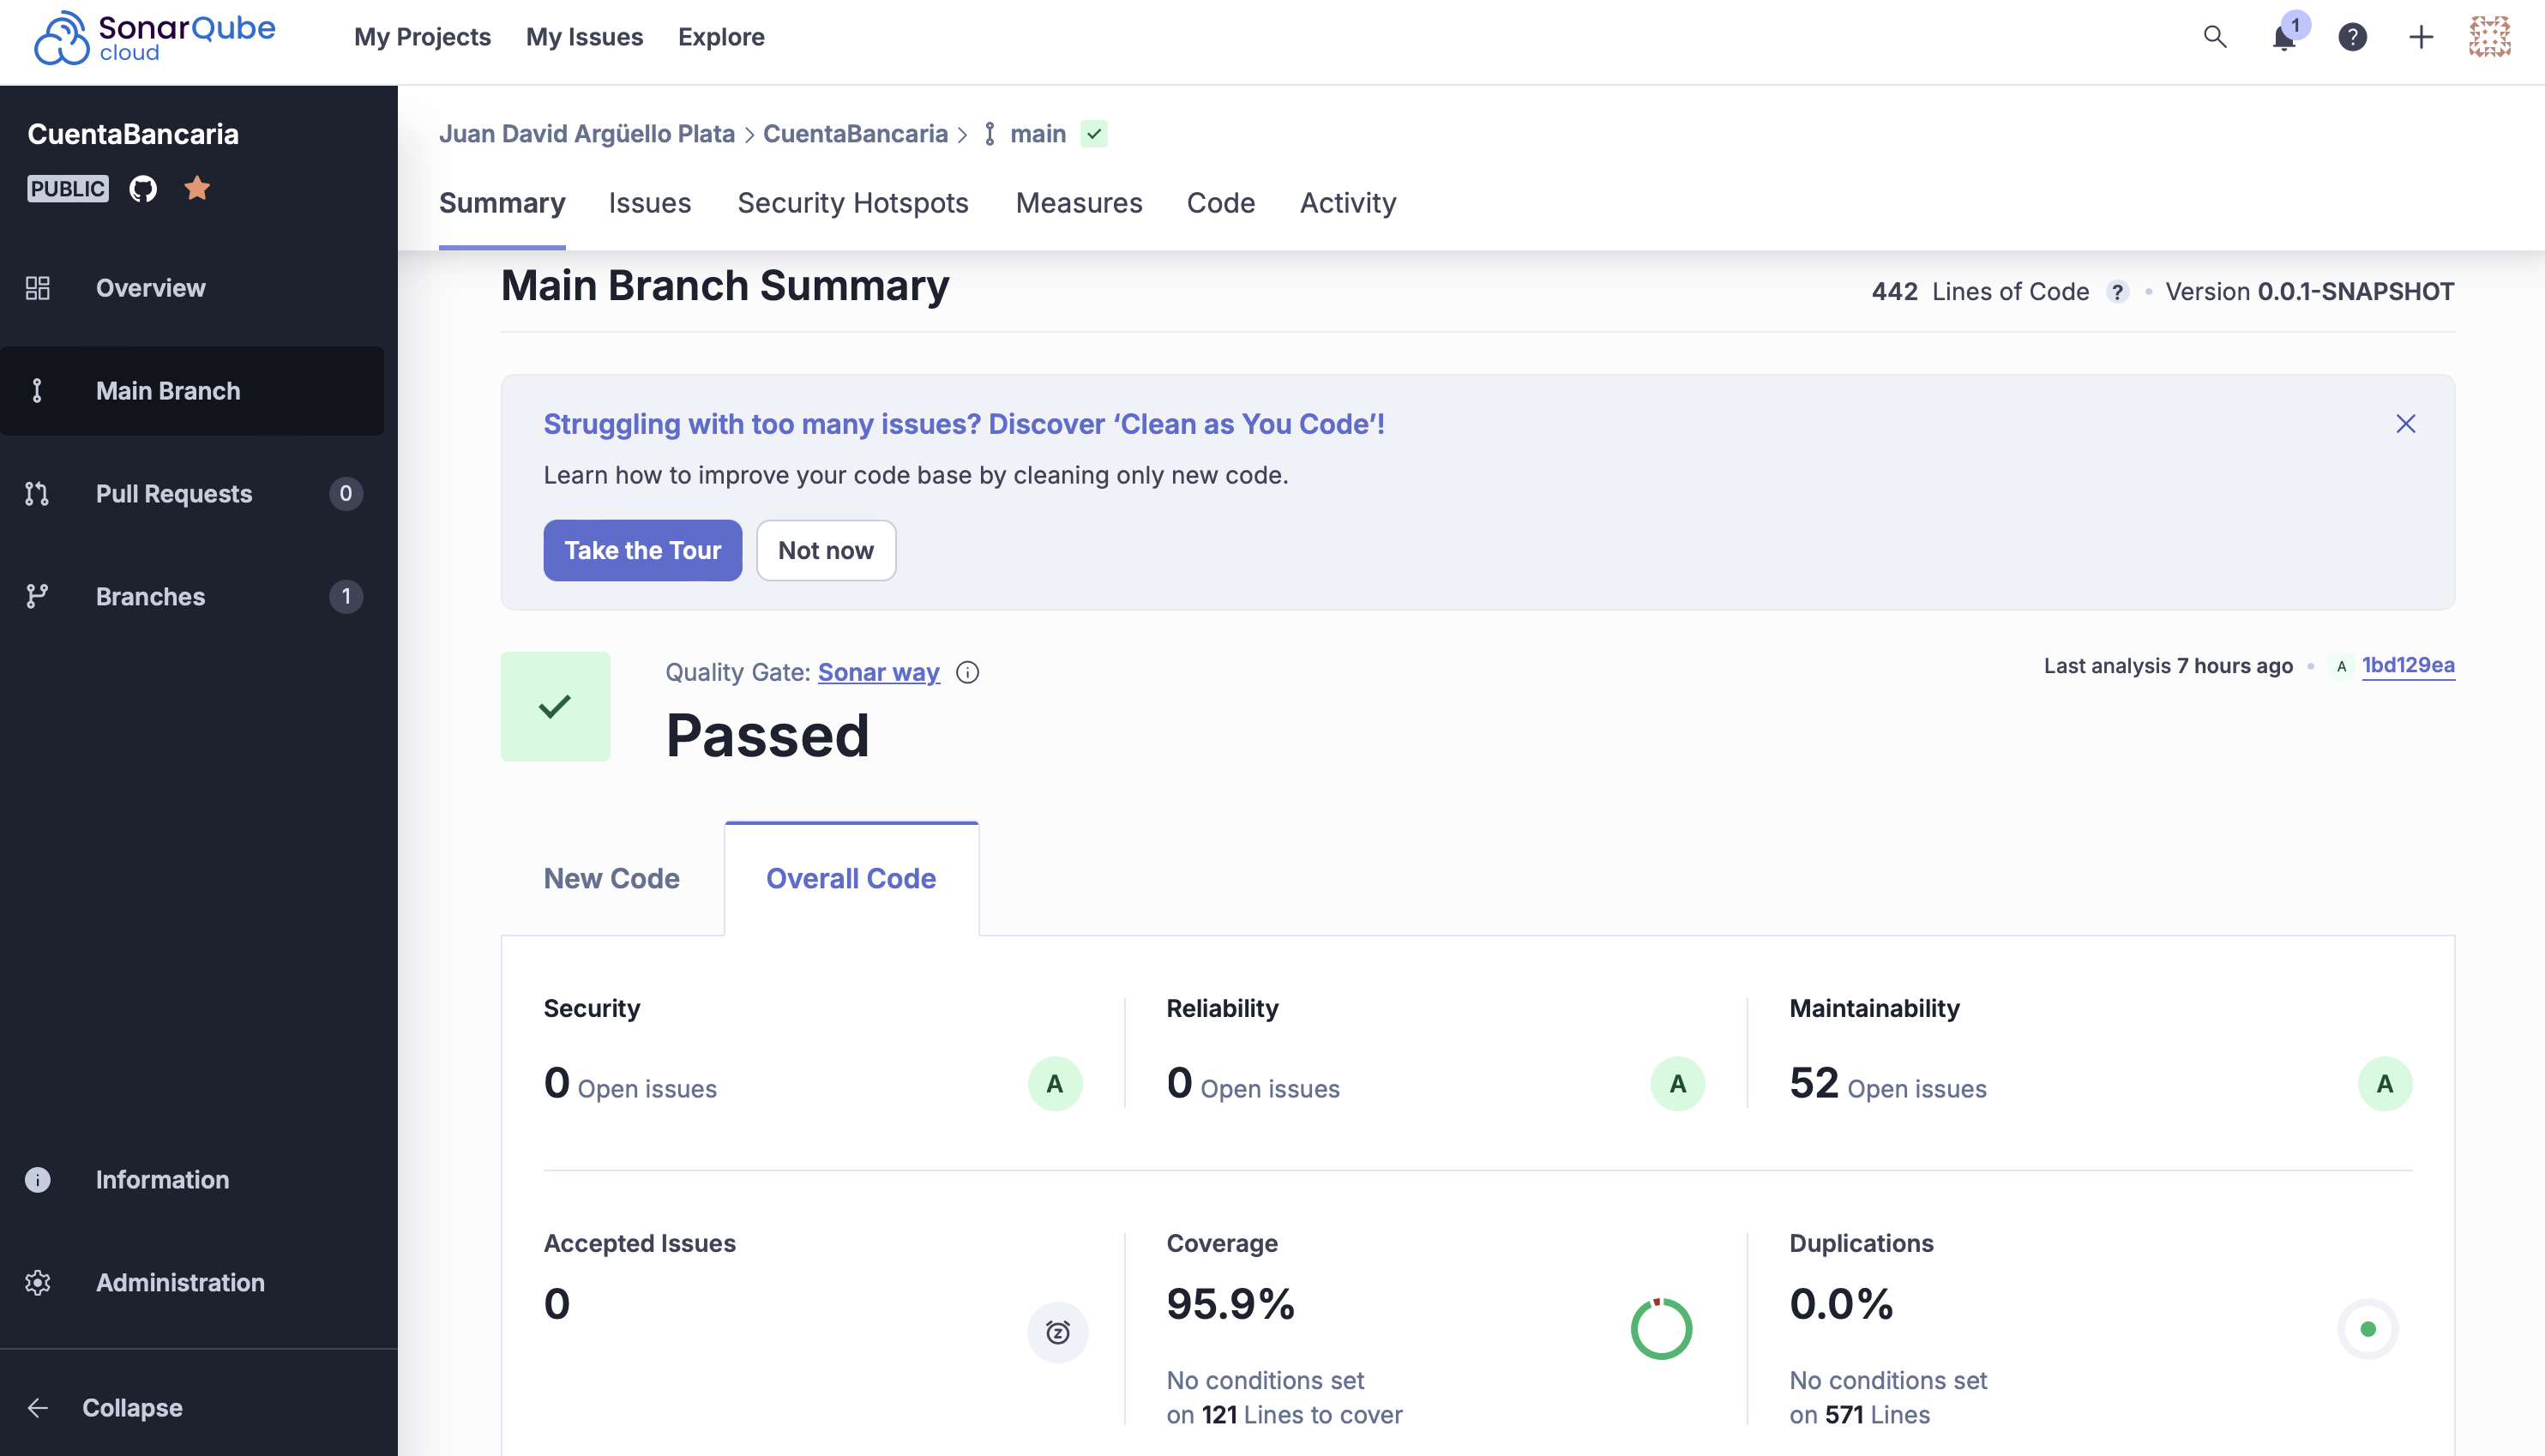 SonarQube
cloud
My Projects
My Issues
Explore
1
?
CuentaBancaria
PUBLIC
Overview
Main Branch
Pull Requests
0
Branches
1
Information
Administration
Collapse
Juan David Argüello Plata > CuentaBancaria > main
Summary
Issues
Security Hotspots
Measures
Code
Activity
Main Branch Summary
442 Lines of Code ? • Version 0.0.1-SNAPSHOT
Struggling with too many issues? Discover ‘Clean as You Code’!
Learn how to improve your code base by cleaning only new code.
Take the Tour
Not now
Quality Gate: Sonar way
Passed
Last analysis 7 hours ago • A 1bd129ea
New Code
Overall Code
Security
0 Open issues
A
Reliability
0 Open issues
A
Maintainability
52 Open issues
A
Accepted Issues
0
Coverage
95.9%
No conditions set
on 121 Lines to cover
Duplications
0.0%
No conditions set
on 571 Lines